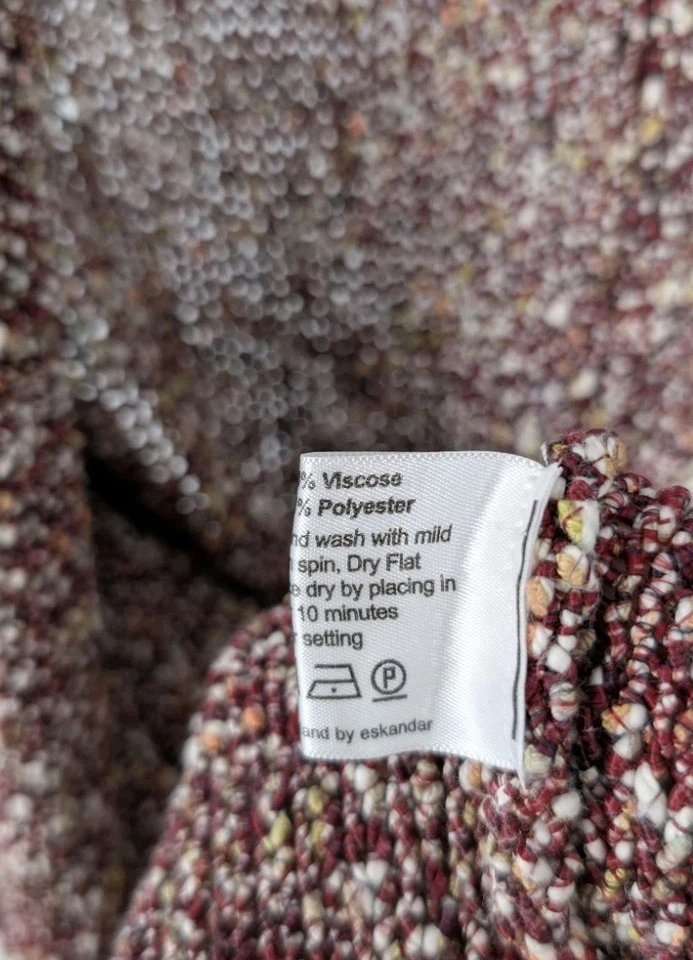 % Viscose
% Polyester
nd wash with mild
spin, Dry Flat
e dry by placing in
10 minutes
r setting
P
and by eskandar